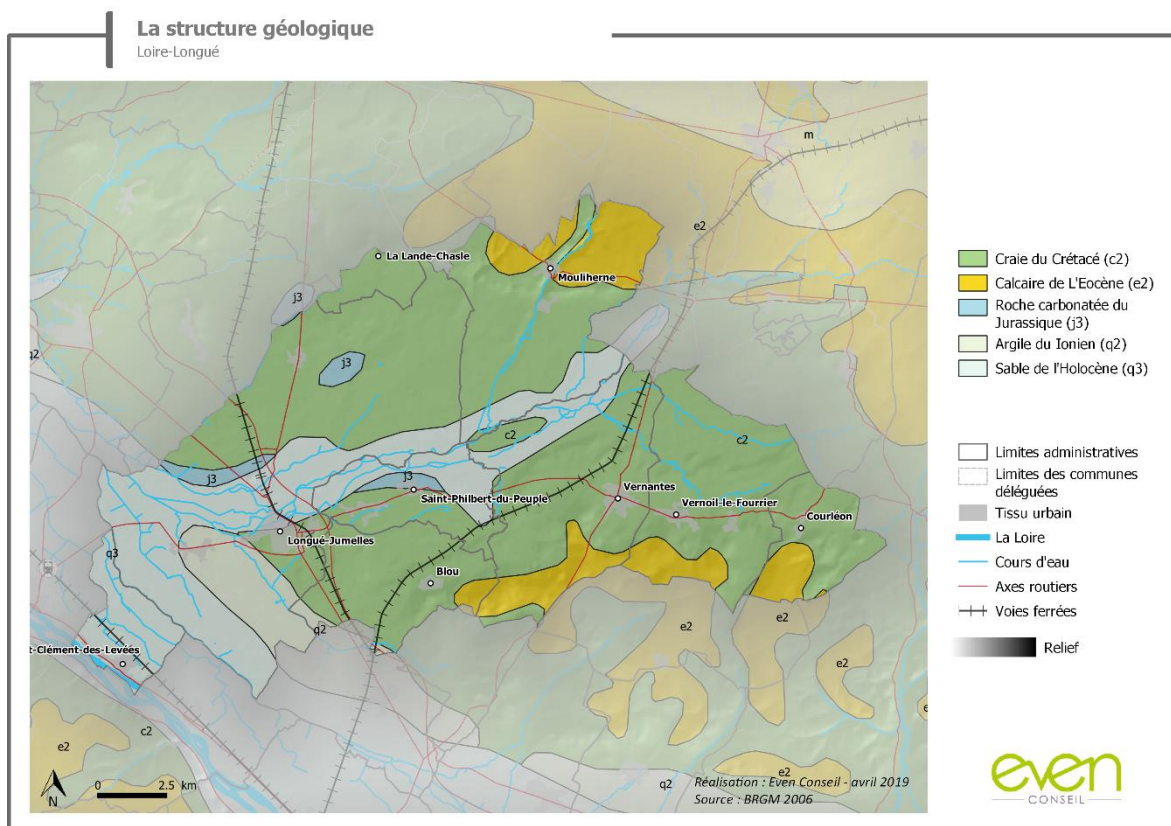 La structure géologique
Loire-Longué
m
e2
La Lande-Chasle
Mouliherne
j3
q2
j3
c2
c2
j3
j3
Saint-Philbert-du-Peuple
Vernantes
Vernoil-le-Fourrier
Courléon
Longué-Jumelles
q3
Blou
q2
t-Clément-des-Levées
e2
e2
e2
e2
c2
e2
e2
q2
N
0 2.5 km
Réalisation : Even Conseil - avril 2019
Source : BRGM 2006
Craie du Crétacé (c2)
Calcaire de L'Eocène (e2)
Roche carbonatée du
Jurassique (j3)
Argile du Ionien (q2)
Sable de l'Holocène (q3)
Limites administratives
Limites des communes
déléguées
Tissu urbain
La Loire
Cours d'eau
Axes routiers
Voies ferrées
Relief
even
CONSEIL